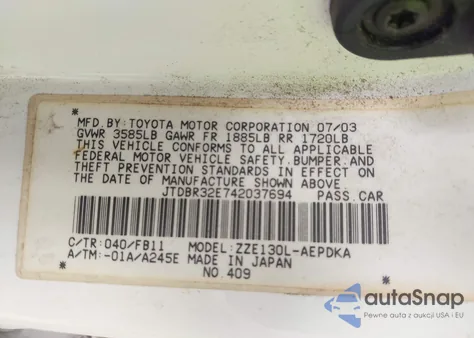 MFD.BY:TOYOTA MOTOR CORPORATION 07/03
GVWR 3585LB GAWR FR 1885LB RR 1720LB
THIS VEHICLE CONFORMS TO ALL APPLICABLE
FEDERAL MOTOR VEHICLE SAFETY, BUMPER, AND
THEFT PREVENTION STANDARDS IN EFFECT ON
THE DATE OF MANUFACTURE SHOWN ABOVE.
JTDBR32E742037694 PASS.CAR
C/TR:040/FB11 MODEL:ZZE130L-AEPDKA
A/TM:-01A/A245E MADE IN JAPAN
NO 409
autoSnap
Pewne auta z aukcji USA i EU